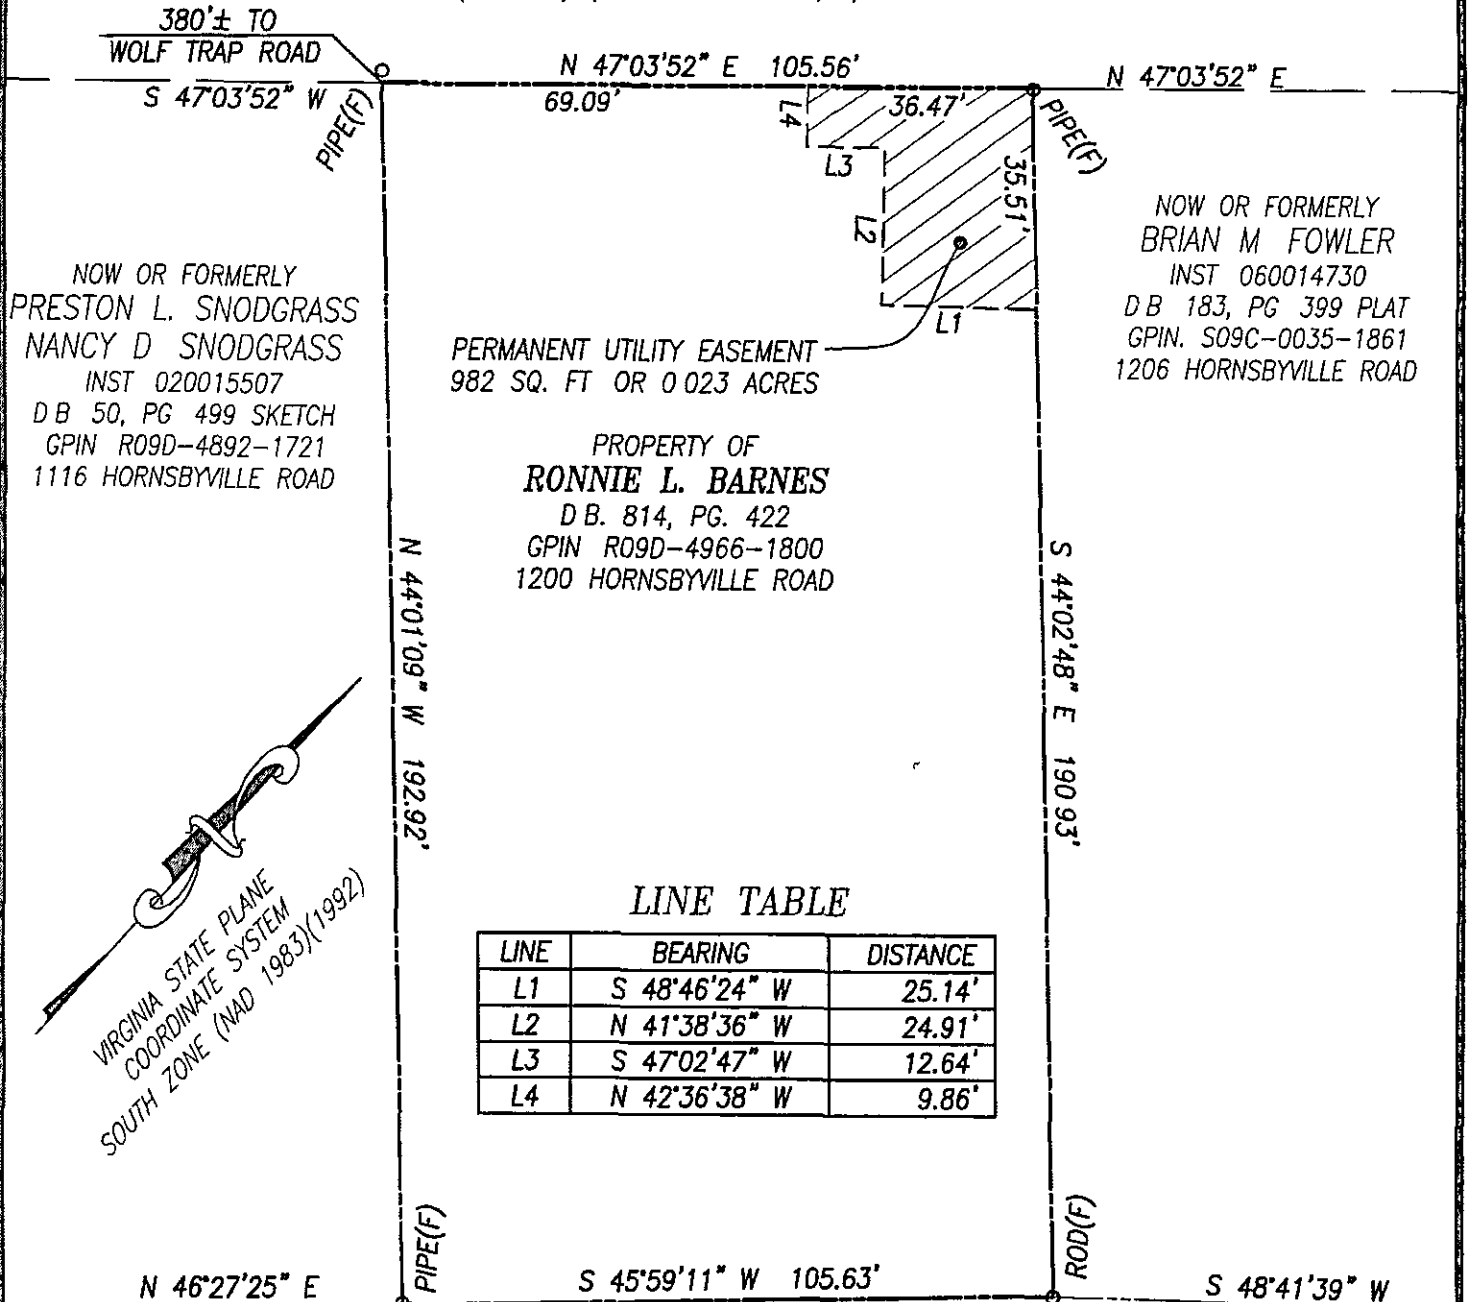 380'± TO
WOLF TRAP ROAD
S 47°03'52" W
PIPE(F)
N 47°03'52" E 105.56'
69.09'
36.47'
N 47°03'52" E
PIPE(F)
L4
L3
L2
L1
35.51'
NOW OR FORMERLY
PRESTON L. SNODGRASS
NANCY D SNODGRASS
INST 020015507
D B 50, PG 499 SKETCH
GPIN R09D-4892-1721
1116 HORNSBYVILLE ROAD
PERMANENT UTILITY EASEMENT
982 SQ. FT OR 0 023 ACRES
NOW OR FORMERLY
BRIAN M FOWLER
INST 060014730
D B 183, PG 399 PLAT
GPIN. S09C-0035-1861
1206 HORNSBYVILLE ROAD
PROPERTY OF
RONNIE L. BARNES
D B. 814, PG. 422
GPIN R09D-4966-1800
1200 HORNSBYVILLE ROAD
N 44°01'09" W 192.92'
S 44°02'48" E 190 93'
VIRGINIA STATE PLANE
COORDINATE SYSTEM
SOUTH ZONE (NAD 1983)(1992)
LINE TABLE
LINE BEARING DISTANCE
L1 S 48°46'24" W 25.14'
L2 N 41°38'36" W 24.91'
L3 S 47°02'47" W 12.64'
L4 N 42°36'38" W 9.86'
N 46°27'25" E
PIPE(F)
S 45°59'11" W 105.63'
ROD(F)
S 48°41'39" W